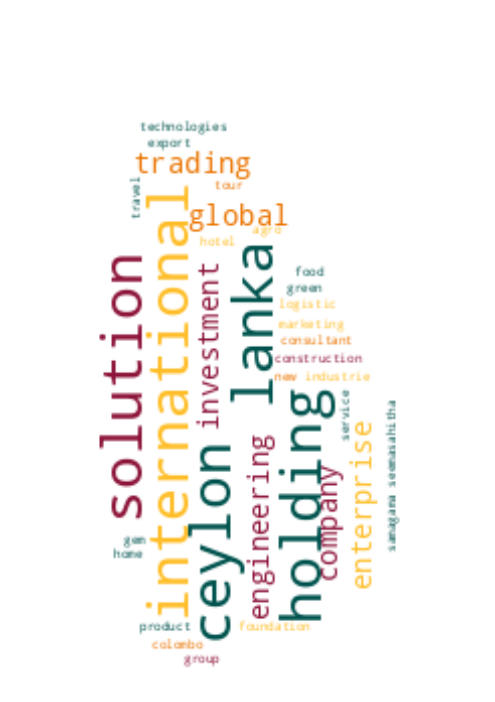 technologies
export
trading
travel
tour
global
agro
hotel
international
solution
lanka
investment
food
green
logistic
marketing
consultant
construction
new industrie
holding
service
samagama seemasahitha
enterprise
ceylon
engineering
company
gem
home
product
foundation
colombo
group